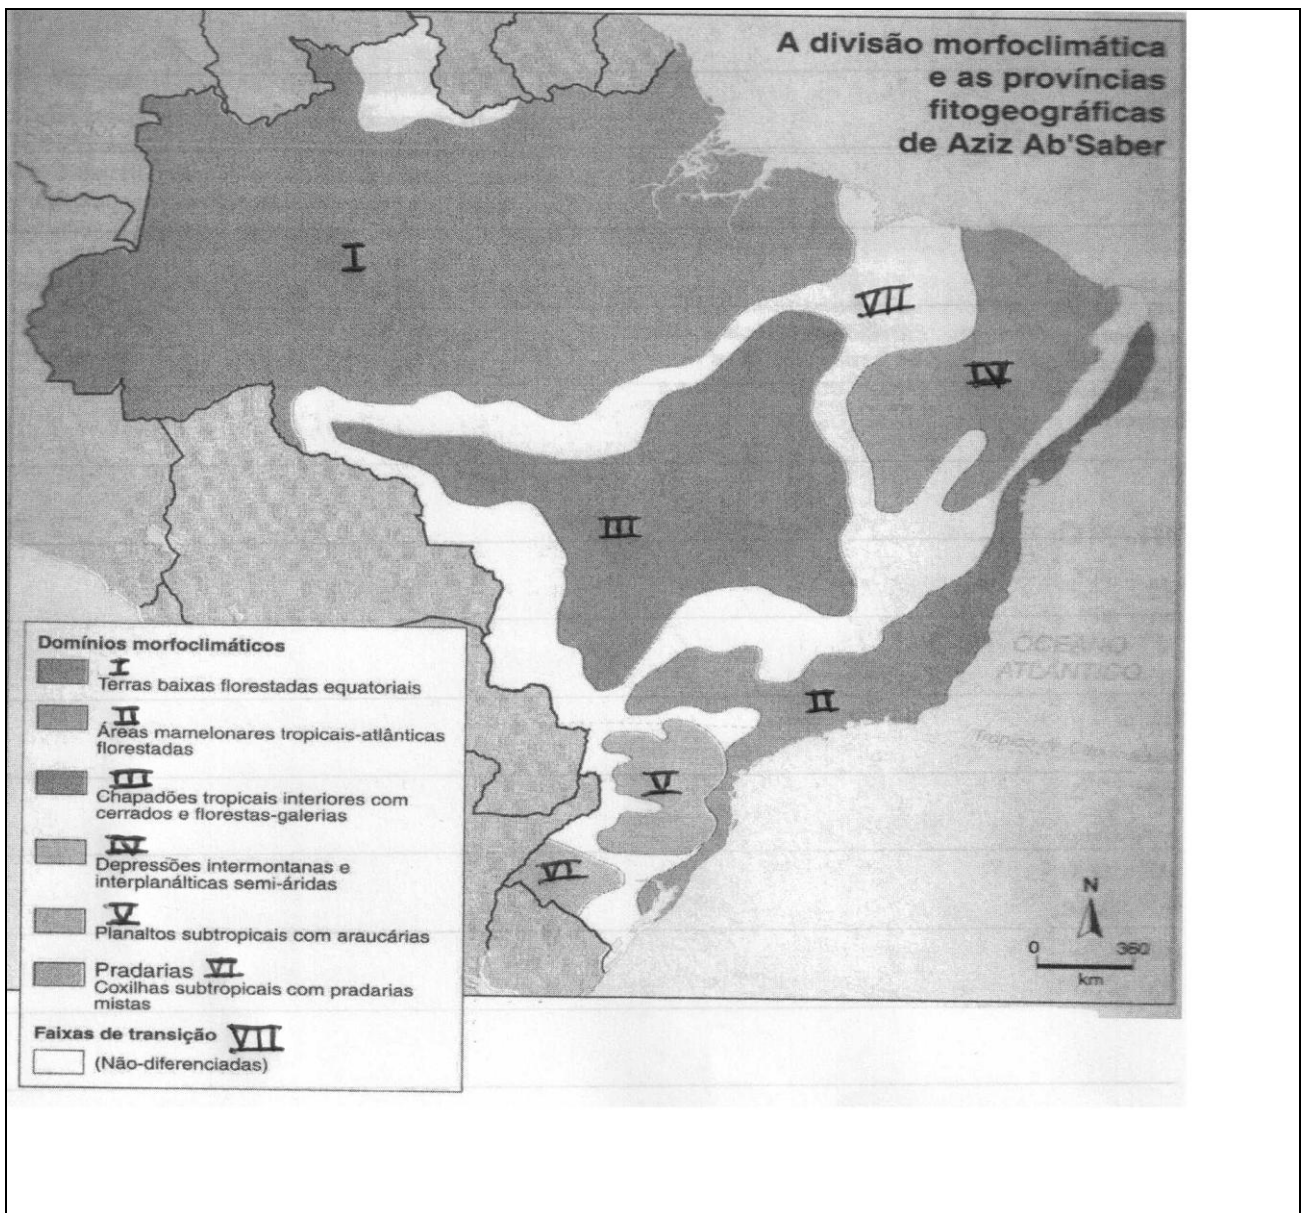 A divisão morfoclimática
e as províncias
fitogeográficas
de Aziz Ab'Saber
I
VII
IV
III
II
V
VI
OCEANO
ATLÂNTICO
N
0 360
km
Domínios morfoclimáticos
I
Terras baixas florestadas equatoriais
II
Áreas mamelonares tropicais-atlânticas
florestadas
III
Chapadões tropicais interiores com
cerrados e florestas-galerias
IV
Depressões intermontanas e
interplanálticas semi-áridas
V
Planaltos subtropicais com araucárias
Pradarias VI
Coxilhas subtropicais com pradarias
mistas
Faixas de transição VII
(Não-diferenciadas)